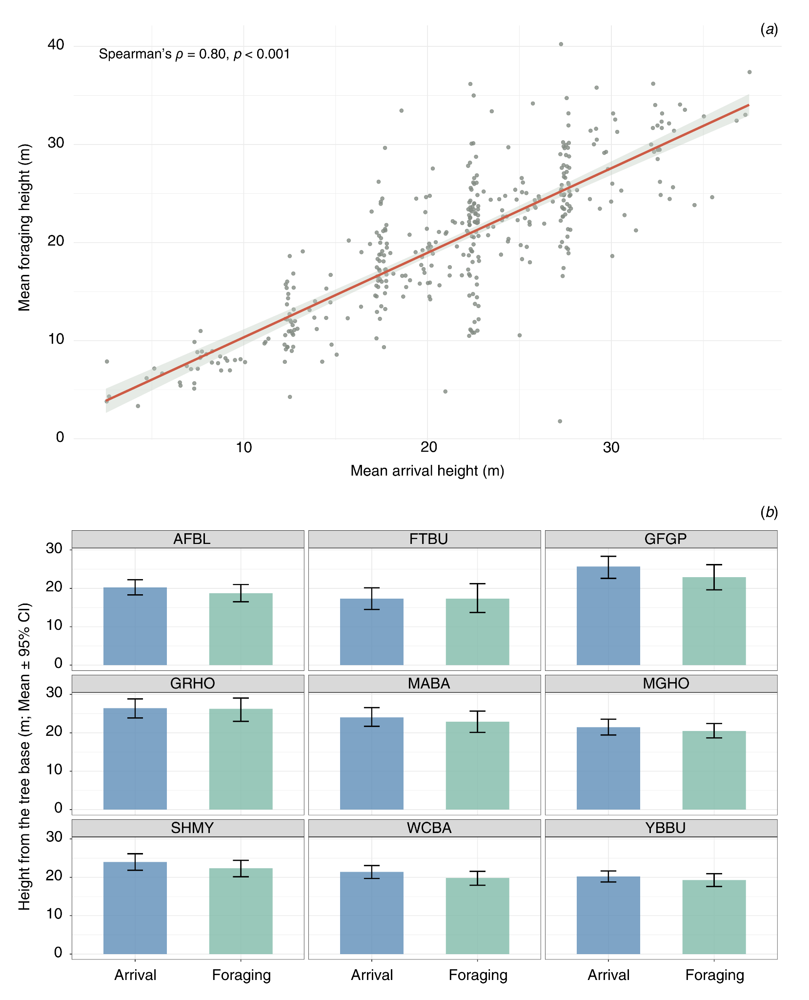 (a)
Spearman's ρ = 0.80, p < 0.001
40
30
20
10
0
Mean foraging height (m)
10 20 30
Mean arrival height (m)
(b)
Height from the tree base (m; Mean ± 95% CI)
AFBL FTBU GFGP
30
20
10
0
GRHO MABA MGHO
30
20
10
0
SHMY WCBA YBBU
30
20
10
0
Arrival Foraging Arrival Foraging Arrival Foraging